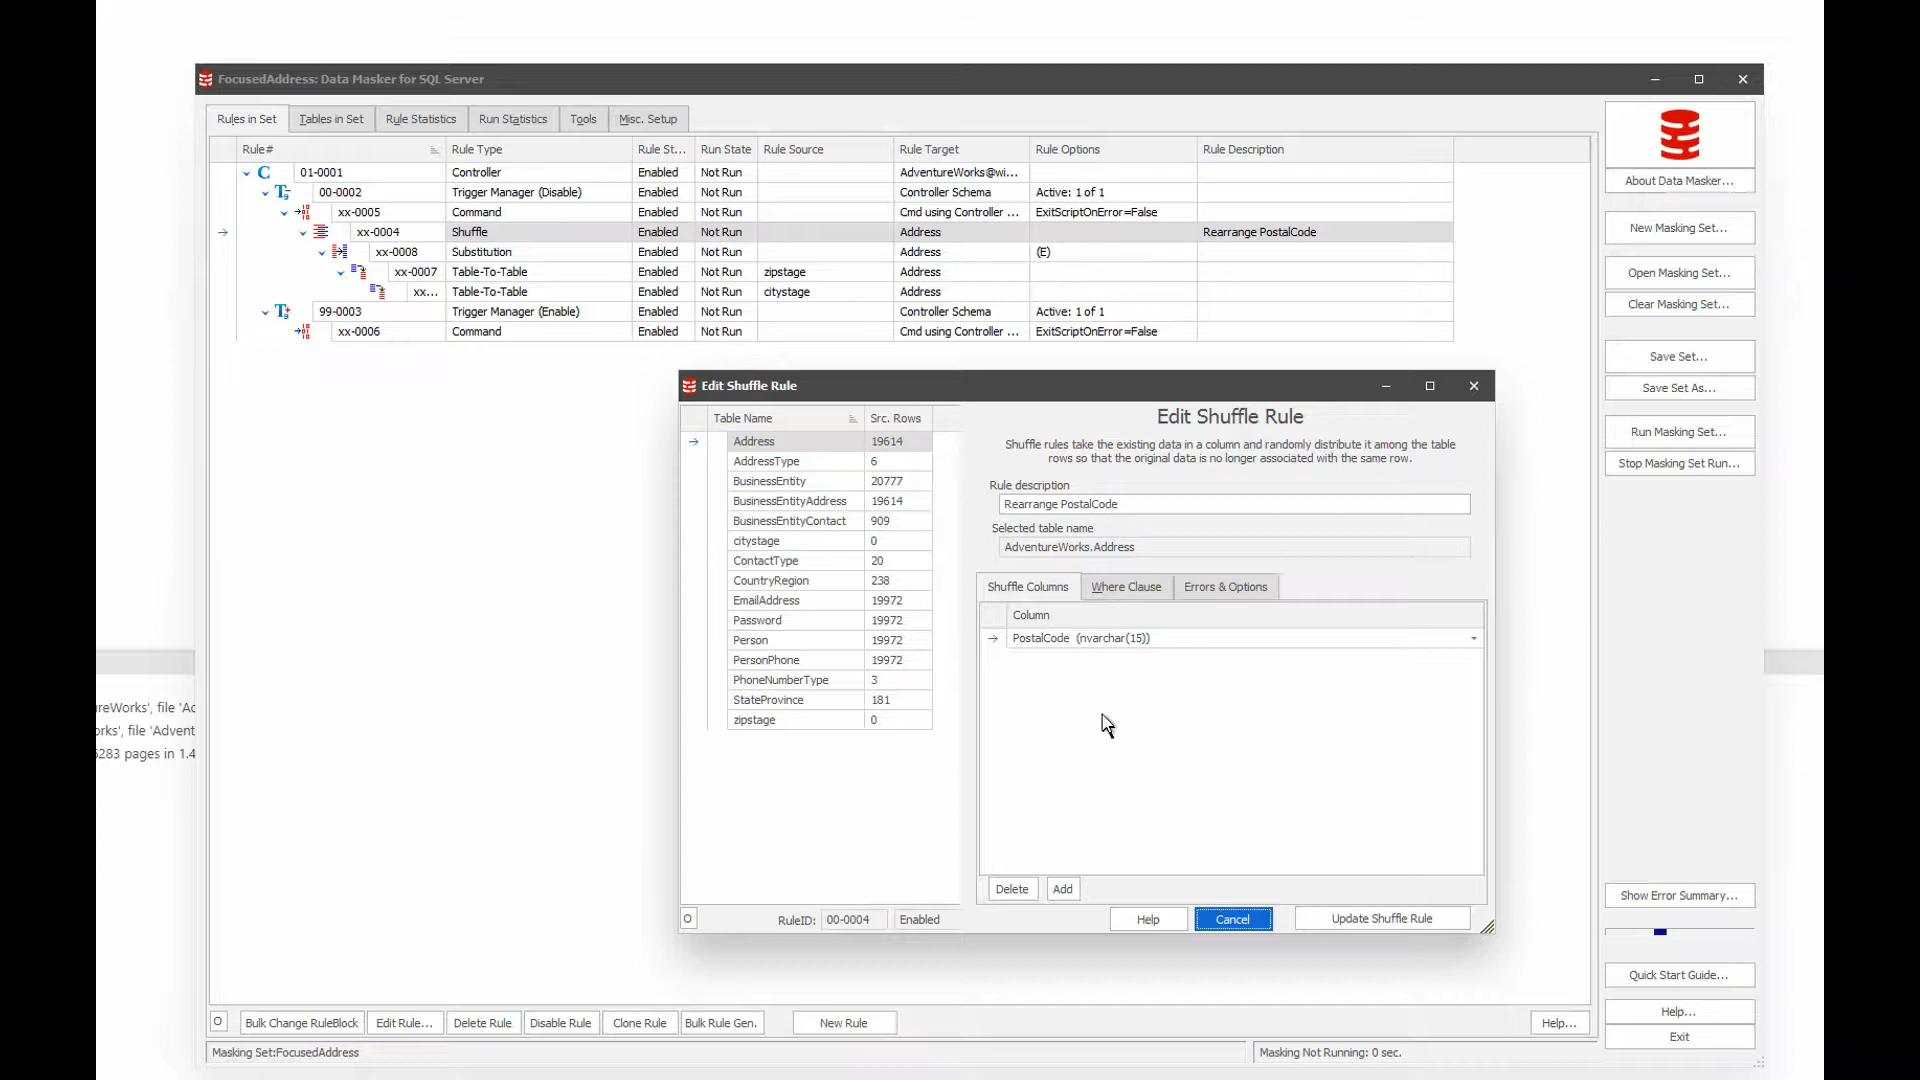 FocusedAddress: Data Masker for SQL Server
Rules in Set Tables in Set Rule Statistics Run Statistics Tools Misc. Setup
Rule# Rule Type Rule St... Run State Rule Source Rule Target Rule Options Rule Description
C 01-0001 Controller Enabled Not Run AdventureWorks@wi...
00-0002 Trigger Manager (Disable) Enabled Not Run Controller Schema Active: 1 of 1
xx-0005 Command Enabled Not Run Cmd using Controller ... ExitScriptOnError=False
xx-0004 Shuffle Enabled Not Run Address Rearrange PostalCode
xx-0008 Substitution Enabled Not Run Address (E)
xx-0007 Table-To-Table Enabled Not Run zipstage Address
xx... Table-To-Table Enabled Not Run citystage Address
99-0003 Trigger Manager (Enable) Enabled Not Run Controller Schema Active: 1 of 1
xx-0006 Command Enabled Not Run Cmd using Controller ... ExitScriptOnError=False
About Data Masker...
New Masking Set...
Open Masking Set...
Clear Masking Set...
Save Set...
Save Set As...
Run Masking Set...
Stop Masking Set Run...
Show Error Summary...
Quick Start Guide...
Help...
Exit
Edit Shuffle Rule
Table Name Src. Rows
Address 19614
AddressType 6
BusinessEntity 20777
BusinessEntityAddress 19614
BusinessEntityContact 909
citystage 0
ContactType 20
CountryRegion 238
EmailAddress 19972
Password 19972
Person 19972
PersonPhone 19972
PhoneNumberType 3
StateProvince 181
zipstage 0
Edit Shuffle Rule
Shuffle rules take the existing data in a column and randomly distribute it among the table
rows so that the original data is no longer associated with the same row.
Rule description
Rearrange PostalCode
Selected table name
AdventureWorks.Address
Shuffle Columns Where Clause Errors & Options
Column
PostalCode (nvarchar(15))
Delete Add
O RuleID: 00-0004 Enabled Help Cancel Update Shuffle Rule
reWorks', file 'Ac
orks', file 'Advent
283 pages in 1.4
O Bulk Change RuleBlock Edit Rule... Delete Rule Disable Rule Clone Rule Bulk Rule Gen. New Rule Help...
Masking Set:FocusedAddress Masking Not Running: 0 sec.